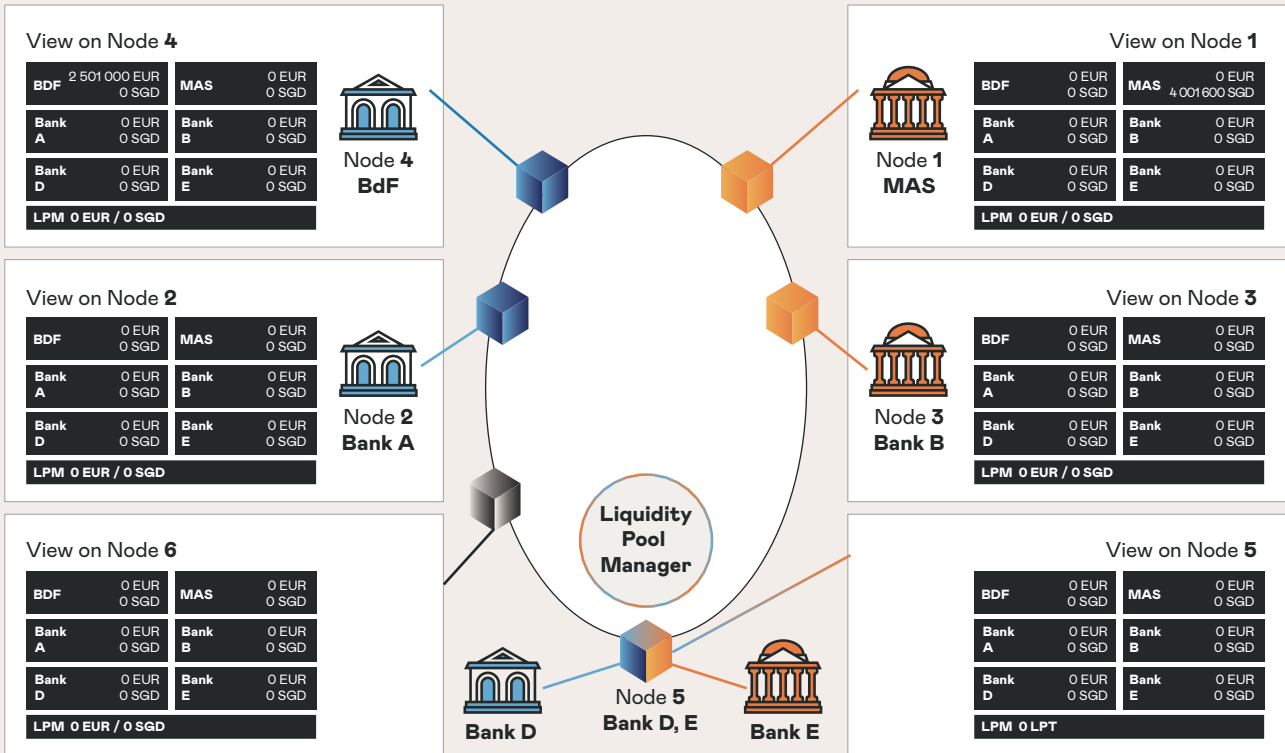 View on Node 4
BDF 2 501 000 EUR
0 SGD
MAS 0 EUR
0 SGD
Bank A 0 EUR
0 SGD
Bank B 0 EUR
0 SGD
Bank D 0 EUR
0 SGD
Bank E 0 EUR
0 SGD
LPM 0 EUR / 0 SGD
Node 4
BdF
View on Node 1
BDF 0 EUR
0 SGD
MAS 0 EUR
4 001 600 SGD
Bank A 0 EUR
0 SGD
Bank B 0 EUR
0 SGD
Bank D 0 EUR
0 SGD
Bank E 0 EUR
0 SGD
LPM 0 EUR / 0 SGD
Node 1
MAS
View on Node 2
BDF 0 EUR
0 SGD
MAS 0 EUR
0 SGD
Bank A 0 EUR
0 SGD
Bank B 0 EUR
0 SGD
Bank D 0 EUR
0 SGD
Bank E 0 EUR
0 SGD
LPM 0 EUR / 0 SGD
Node 2
Bank A
View on Node 3
BDF 0 EUR
0 SGD
MAS 0 EUR
0 SGD
Bank A 0 EUR
0 SGD
Bank B 0 EUR
0 SGD
Bank D 0 EUR
0 SGD
Bank E 0 EUR
0 SGD
LPM 0 EUR / 0 SGD
Node 3
Bank B
View on Node 6
BDF 0 EUR
0 SGD
MAS 0 EUR
0 SGD
Bank A 0 EUR
0 SGD
Bank B 0 EUR
0 SGD
Bank D 0 EUR
0 SGD
Bank E 0 EUR
0 SGD
LPM 0 EUR / 0 SGD
Liquidity
Pool
Manager
Bank D
Node 5
Bank D, E
Bank E
View on Node 5
BDF 0 EUR
0 SGD
MAS 0 EUR
0 SGD
Bank A 0 EUR
0 SGD
Bank B 0 EUR
0 SGD
Bank D 0 EUR
0 SGD
Bank E 0 EUR
0 SGD
LPM 0 LPT